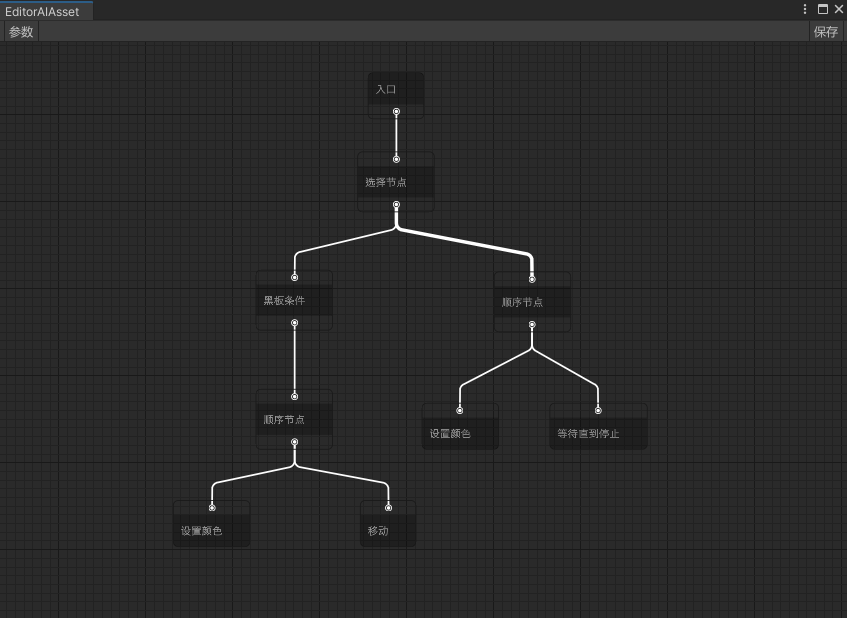 EditorAIAsset
参数
保存
入口
选择节点
黑板条件
顺序节点
顺序节点
设置颜色
等待直到停止
设置颜色
移动